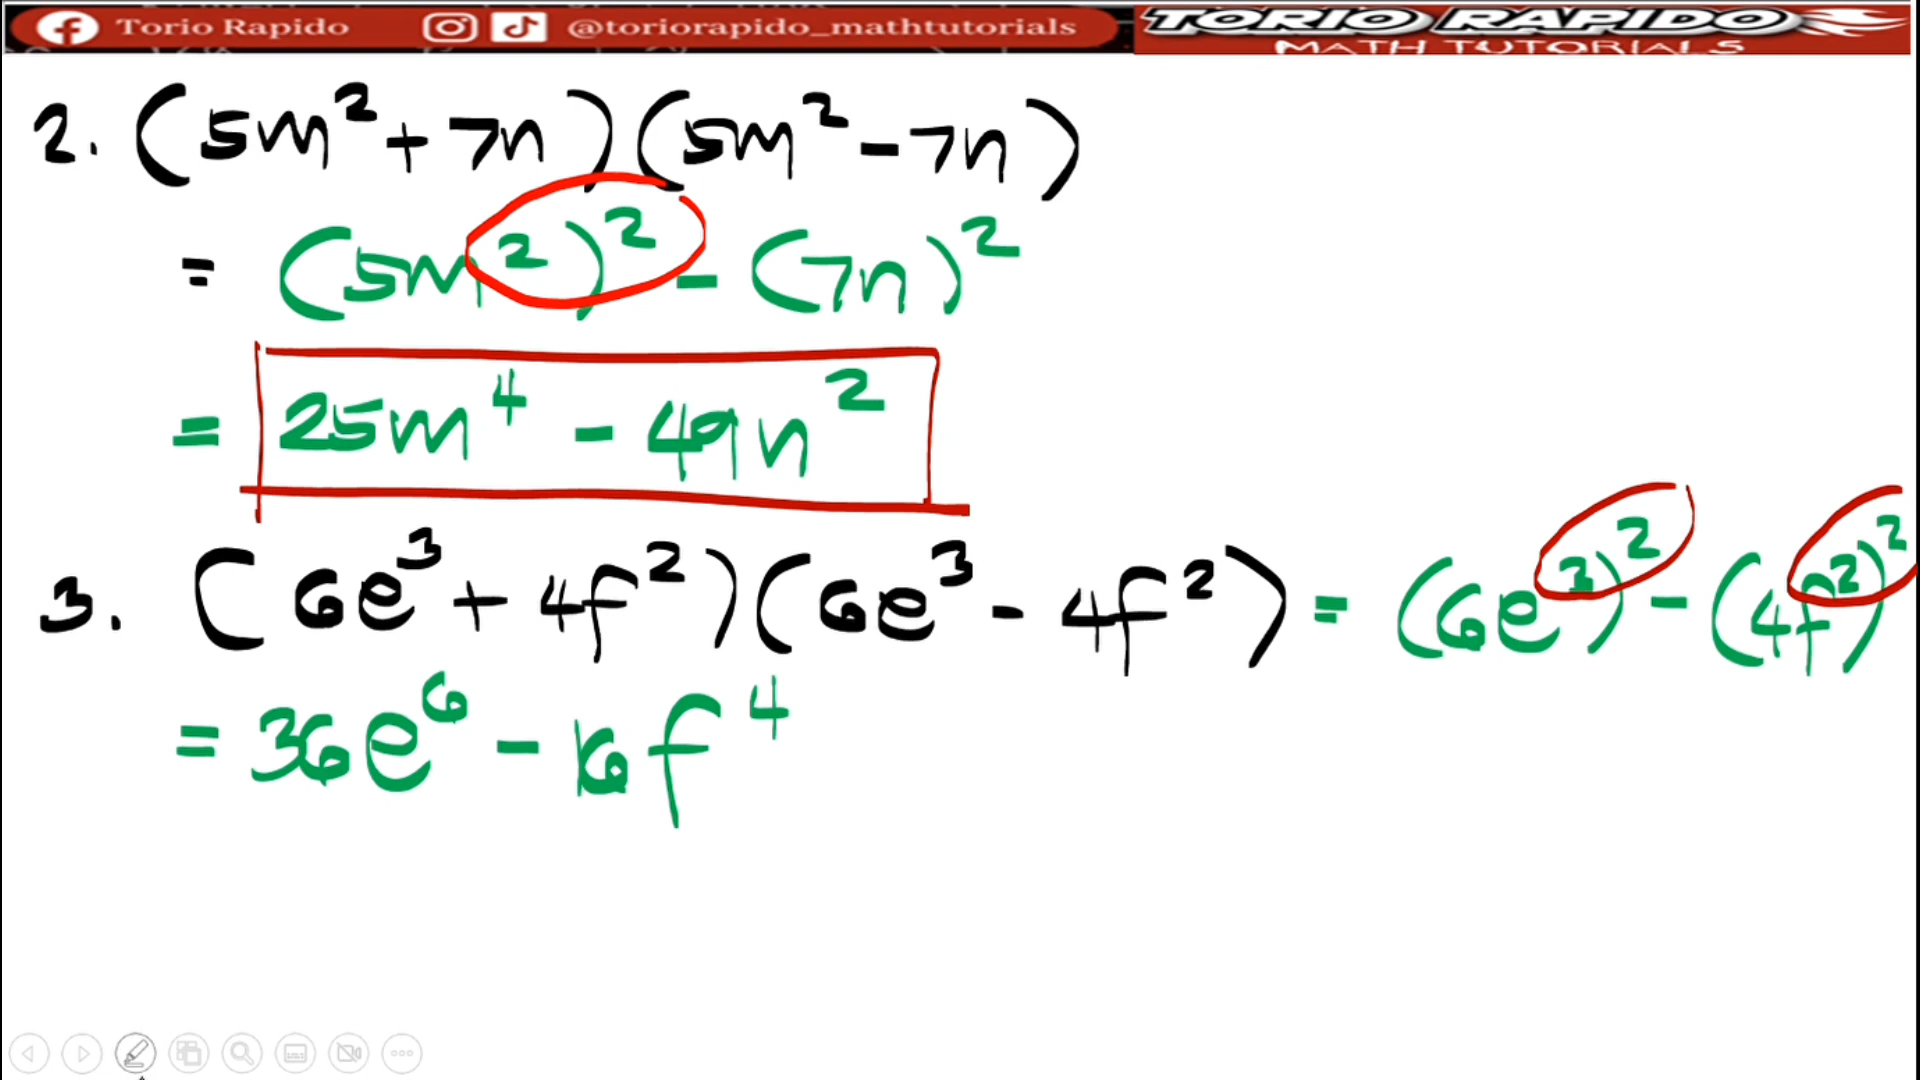 Torio Rapido @toriorapido_mathtutorials TORIO RAPIDO
MATH TUTORIALS
2. (5m² + 7n)(5m² - 7n)
= (5m²)² - (7n)²
= 25m⁴ - 49n²
3. (6e³ + 4f²)(6e³ - 4f²) = (6e³)² - (4f²)²
= 36e⁶ - 16f⁴